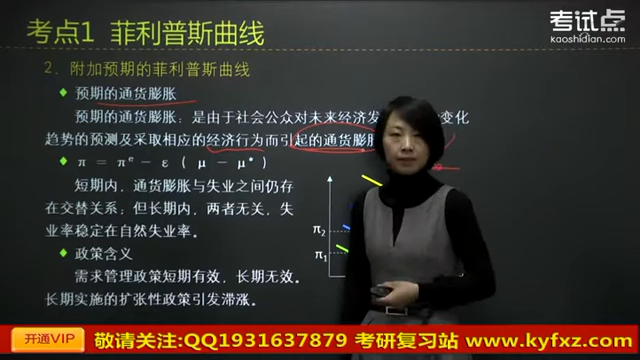 考点1 菲利普斯曲线
考试点
kaoshidian.com
2. 附加预期的菲利普斯曲线
预期的通货膨胀
预期的通货膨胀：是由于社会公众对未来经济发 变化
趋势的预测及采取相应的经济行为而引起的通货膨胀
π = πᵉ − ε ( μ − μ* )
短期内，通货膨胀与失业之间仍存
在交替关系；但长期内，两者无关，失
业率稳定在自然失业率。
π₂
π₁
政策含义
需求管理政策短期有效，长期无效。
长期实施的扩张性政策引发滞涨。
开通VIP 敬请关注:QQ1931637879 考研复习站 www.kyfxz.com